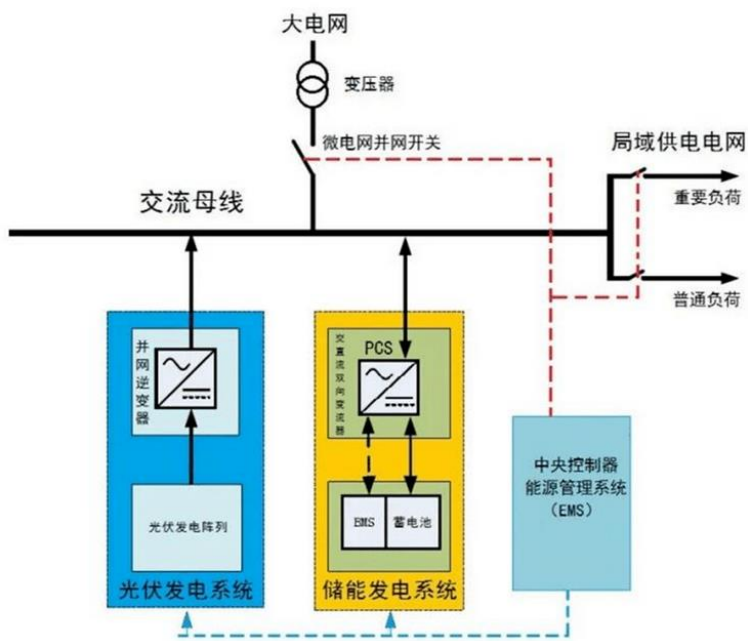 大电网
变压器
微电网并网开关
局域供电电网
交流母线
重要负荷
普通负荷
并网逆变器
交直流双向变流器
PCS
中央控制器
能源管理系统
（EMS）
光伏发电阵列
BMS
蓄电池
光伏发电系统
储能发电系统